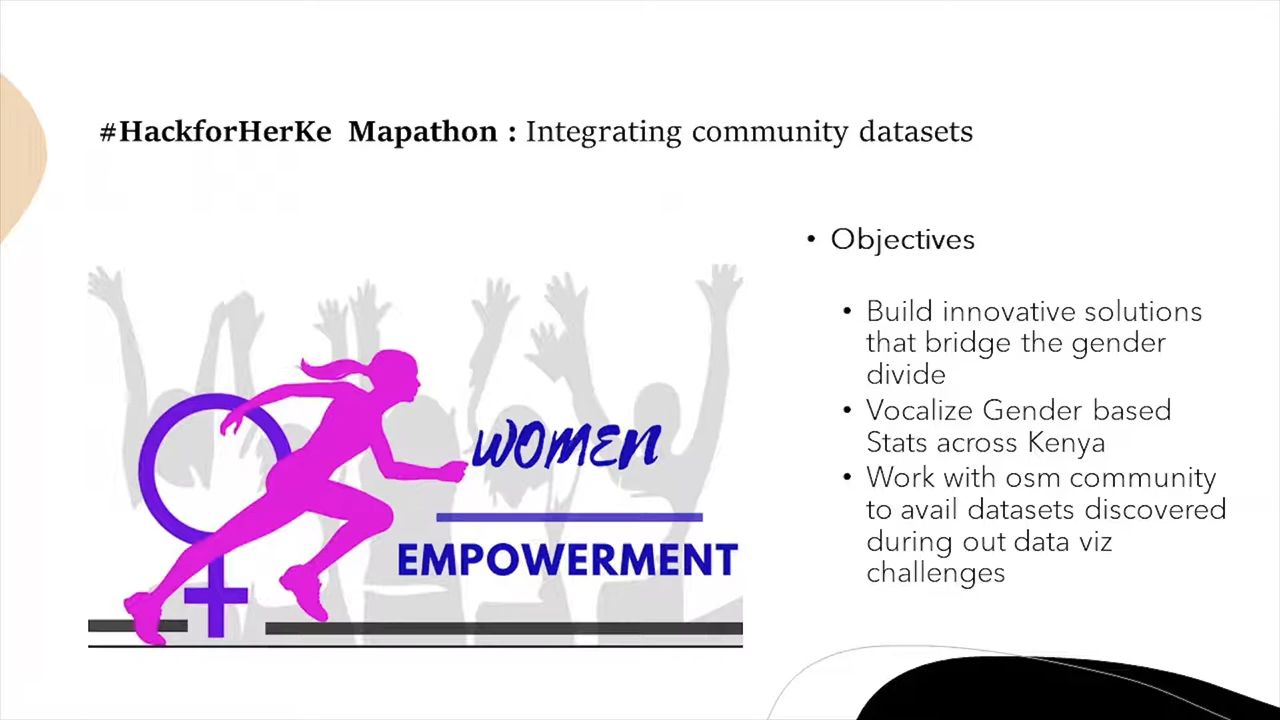 #HackforHerKe Mapathon : Integrating community datasets
• Objectives
• Build innovative solutions
that bridge the gender
divide
• Vocalize Gender based
Stats across Kenya
• Work with osm community
to avail datasets discovered
during out data viz
challenges
WOMEN
EMPOWERMENT